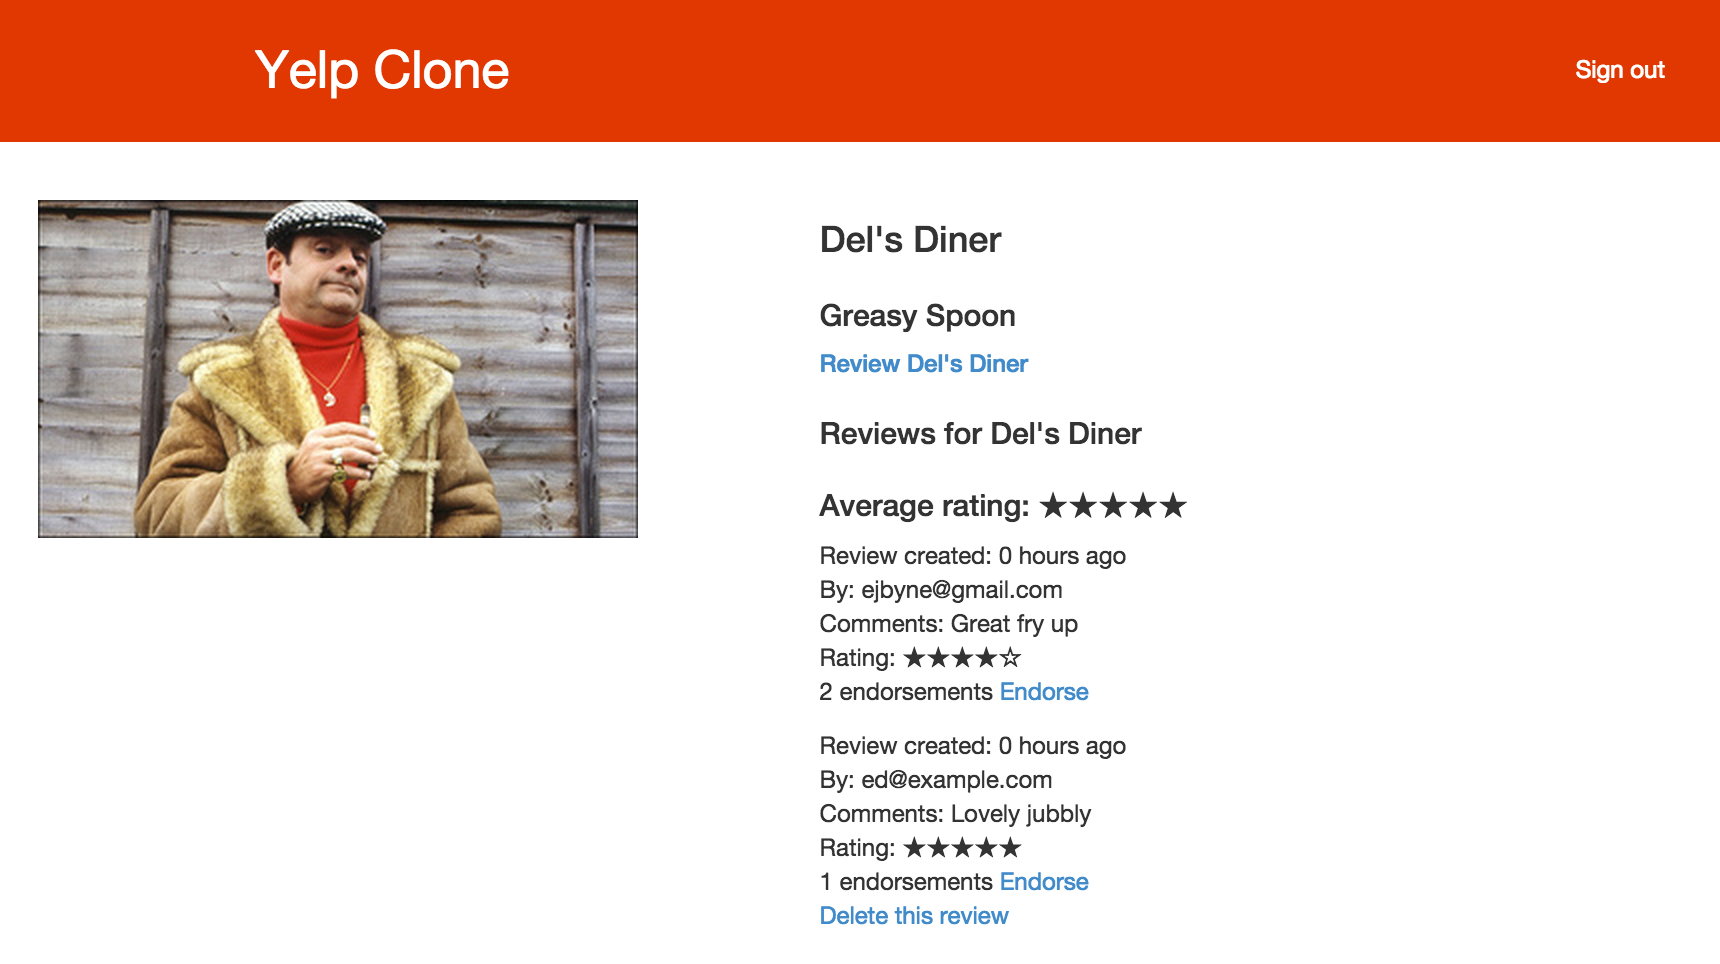 Yelp Clone
Sign out
Del's Diner
Greasy Spoon
Review Del's Diner
Reviews for Del's Diner
Average rating: ★★★★★
Review created: 0 hours ago
By: ejbyne@gmail.com
Comments: Great fry up
Rating: ★★★★☆
2 endorsements Endorse
Review created: 0 hours ago
By: ed@example.com
Comments: Lovely jubbly
Rating: ★★★★★
1 endorsements Endorse
Delete this review